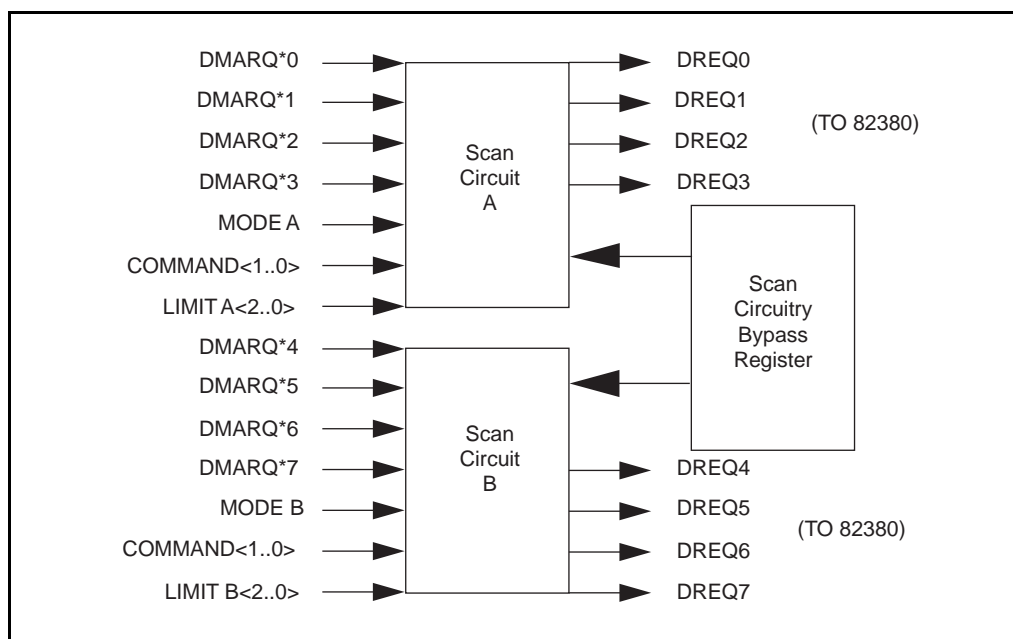 DMARQ*0
DMARQ*1
DMARQ*2
DMARQ*3
MODE A
COMMAND<1..0>
LIMIT A<2..0>
Scan
Circuit
A
DREQ0
DREQ1
DREQ2
DREQ3
(TO 82380)
Scan
Circuitry
Bypass
Register
DMARQ*4
DMARQ*5
DMARQ*6
DMARQ*7
MODE B
COMMAND<1..0>
LIMIT B<2..0>
Scan
Circuit
B
DREQ4
DREQ5
DREQ6
DREQ7
(TO 82380)